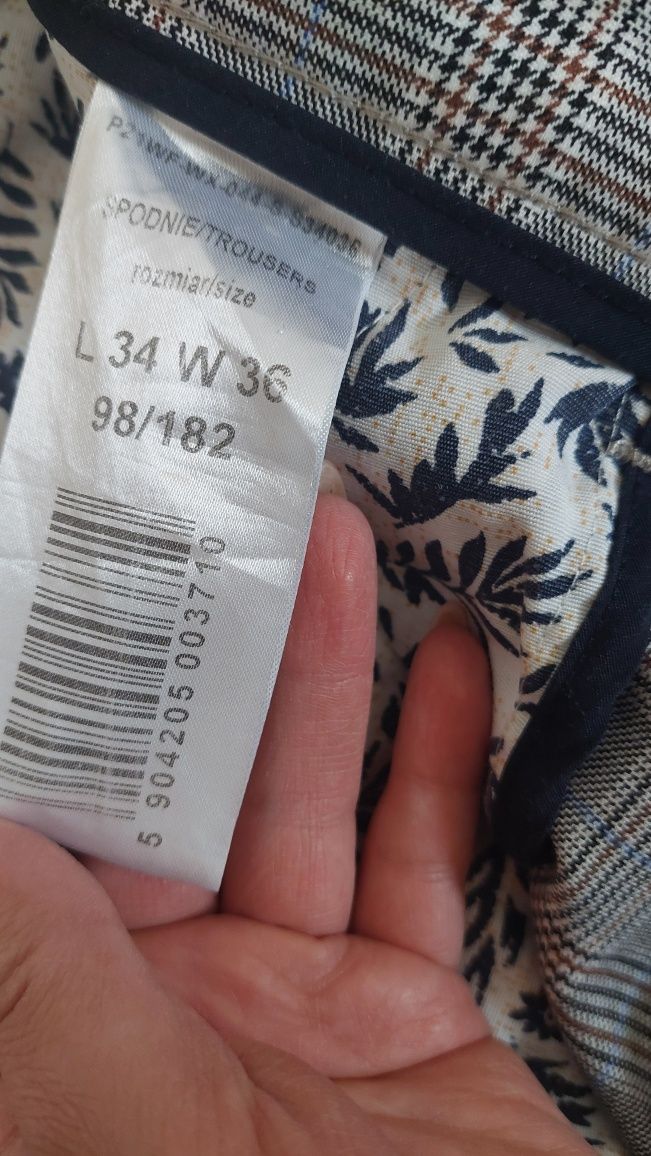 SPODNIE/TROUSERS
rozmiar/size
L 34 W 36
98/182
5 904205 003710